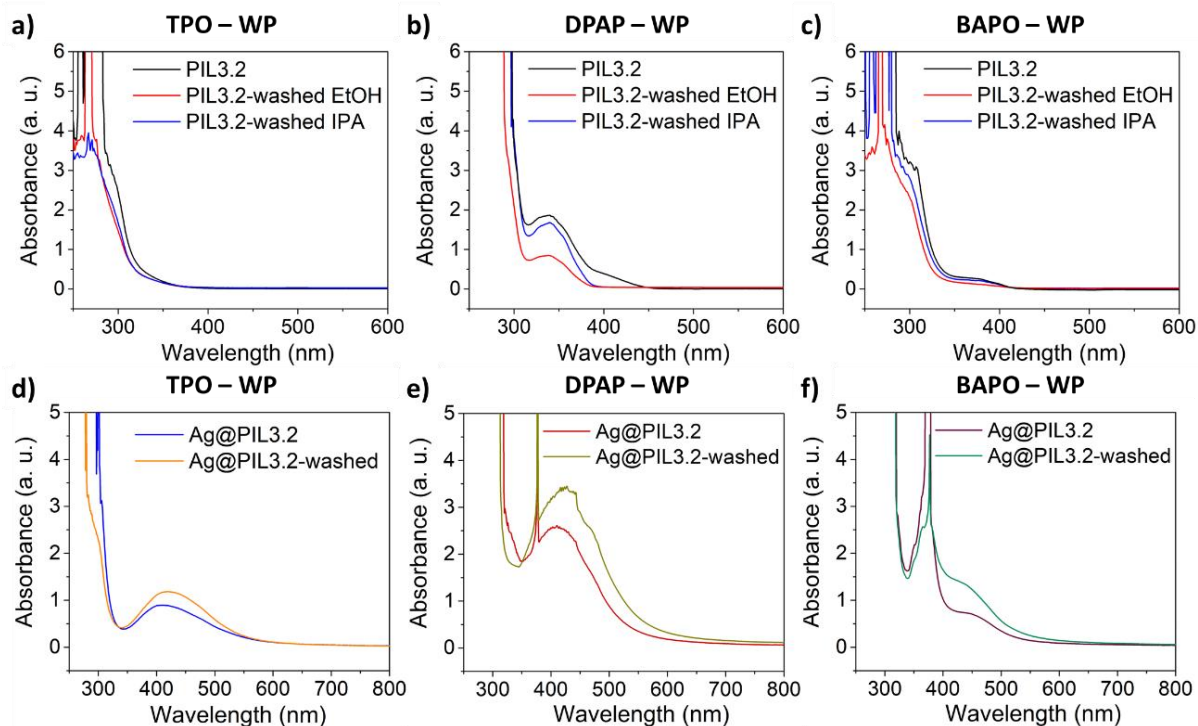 a) TPO – WP
6
5
4
3
2
1
0
Absorbance (a. u.)
PIL3.2
PIL3.2-washed EtOH
PIL3.2-washed IPA
300 400 500 600
Wavelength (nm)
b) DPAP – WP
6
5
4
3
2
1
0
Absorbance (a. u.)
PIL3.2
PIL3.2-washed EtOH
PIL3.2-washed IPA
300 400 500 600
Wavelength (nm)
c) BAPO – WP
6
5
4
3
2
1
0
Absorbance (a. u.)
PIL3.2
PIL3.2-washed EtOH
PIL3.2-washed IPA
300 400 500 600
Wavelength (nm)
d) TPO – WP
5
4
3
2
1
0
Absorbance (a. u.)
Ag@PIL3.2
Ag@PIL3.2-washed
300 400 500 600 700 800
Wavelength (nm)
e) DPAP – WP
5
4
3
2
1
0
Absorbance (a. u.)
Ag@PIL3.2
Ag@PIL3.2-washed
300 400 500 600 700 800
Wavelength (nm)
f) BAPO – WP
5
4
3
2
1
0
Absorbance (a. u.)
Ag@PIL3.2
Ag@PIL3.2-washed
300 400 500 600 700 800
Wavelength (nm)